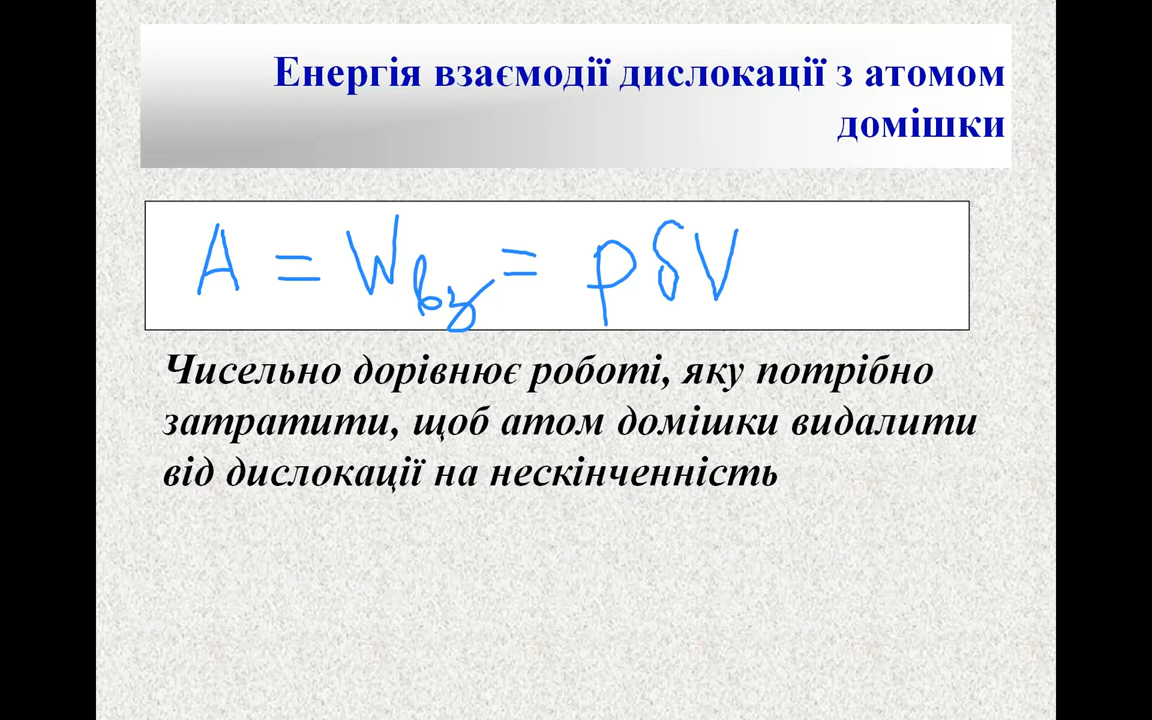 Енергія взаємодії дислокації з атомом
домішки
A = Wвз = pδV
Чисельно дорівнює роботі, яку потрібно
затратити, щоб атом домішки видалити
від дислокації на нескінченність